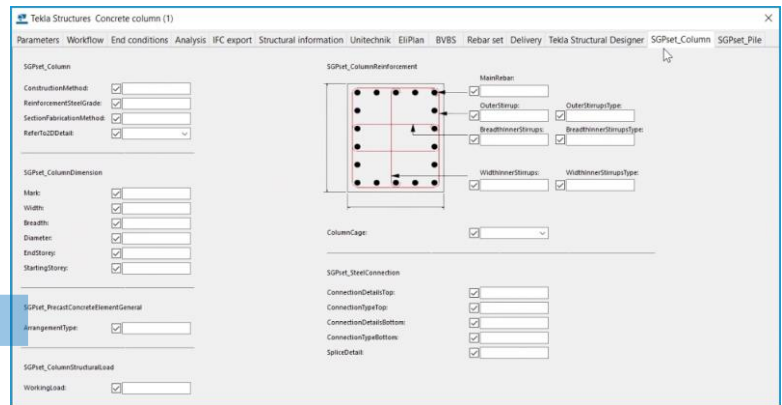 Tekla Structures Concrete column (1)
Parameters Workflow End conditions Analysis IFC export Structural information Unitechnik EliPlan BVBS Rebar set Delivery Tekla Structural Designer SGPset_Column SGPset_Pile
SGPset_Column
ConstructionMethod:
ReinforcementSteelGrade:
SectionFabricationMethod:
ReferTo2DDetail:
SGPset_ColumnDimension
Mark:
Width:
Breadth:
Diameter:
EndStorey:
StartingStorey:
SGPset_PrecastConcreteElementGeneral
ArrangementType:
SGPset_ColumnStructuralLoad
WorkingLoad:
SGPset_ColumnReinforcement
MainRebar:
OuterStirrup: OuterStirrupsType:
BreadthInnerStirrups: BreadthInnerStirrupsType:
WidthInnerStirrups: WidthInnerStirrupsType:
ColumnCage:
SGPset_SteelConnection
ConnectionDetailsTop:
ConnectionTypeTop:
ConnectionDetailsBottom:
ConnectionTypeBottom:
SpliceDetail: